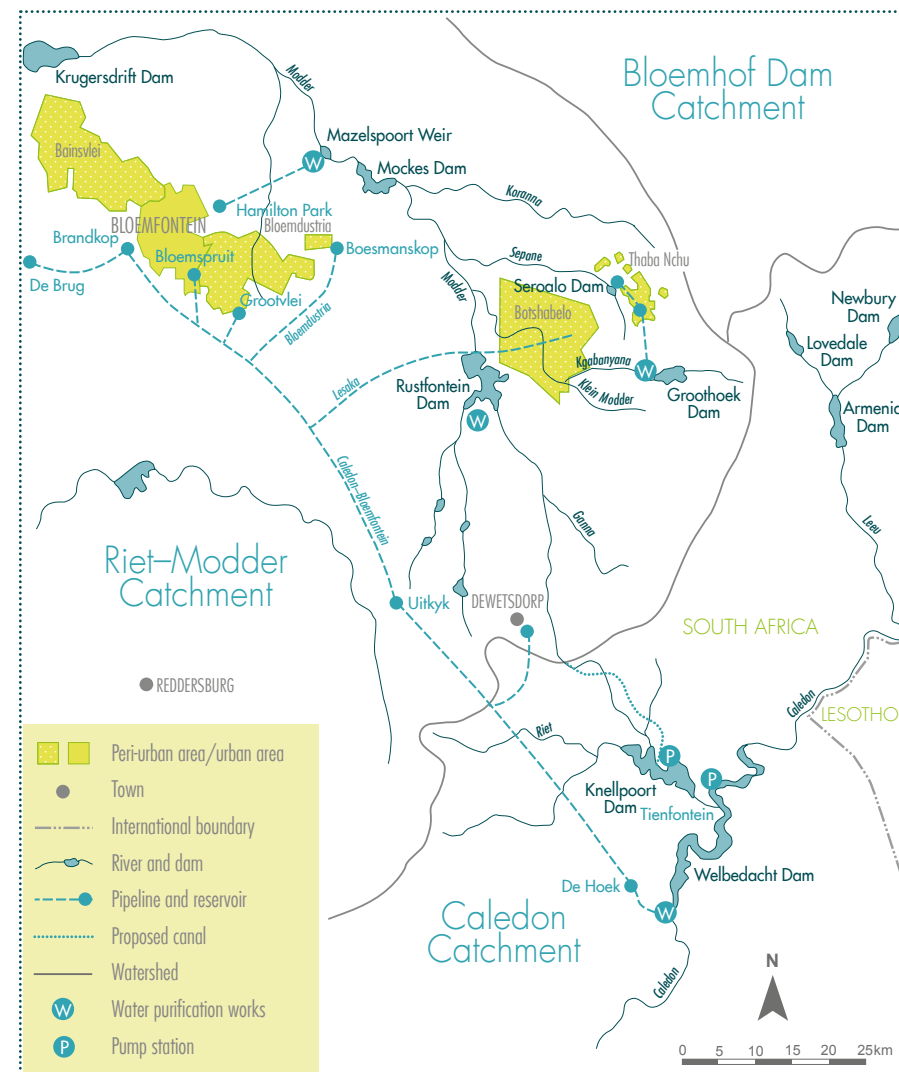 Bloemhof Dam
Catchment
Krugersdrift Dam
Modder
Mazelspoort Weir
W
Mockes Dam
Bainsvlei
Koranna
Hamilton Park
BLOEMFONTEIN
Bloemdustria
Brandkop
Boesmanskop
Bloemspruit
De Brug
Grootvlei
Bloemdustria
Sepane
Thaba Nchu
Seroalo Dam
Modder
Botshabelo
Newbury
Dam
Lovedale
Dam
Kgabanyana
W
Lesaka
Rustfontein
Dam
Klein Modder
Groothoek
Dam
Armenia
Dam
W
Caledon–Bloemfontein
Ganna
Leeu
Riet–Modder
Catchment
Uitkyk
DEWETSDORP
SOUTH AFRICA
REDDERSBURG
Caledon
LESOTHO
Riet
P
P
Knellpoort
Dam
Tienfontein
De Hoek
Welbedacht Dam
W
Caledon
Catchment
Caledon
Peri-urban area/urban area
Town
International boundary
River and dam
Pipeline and reservoir
Proposed canal
Watershed
W Water purification works
P Pump station
N
0 5 10 15 20 25km